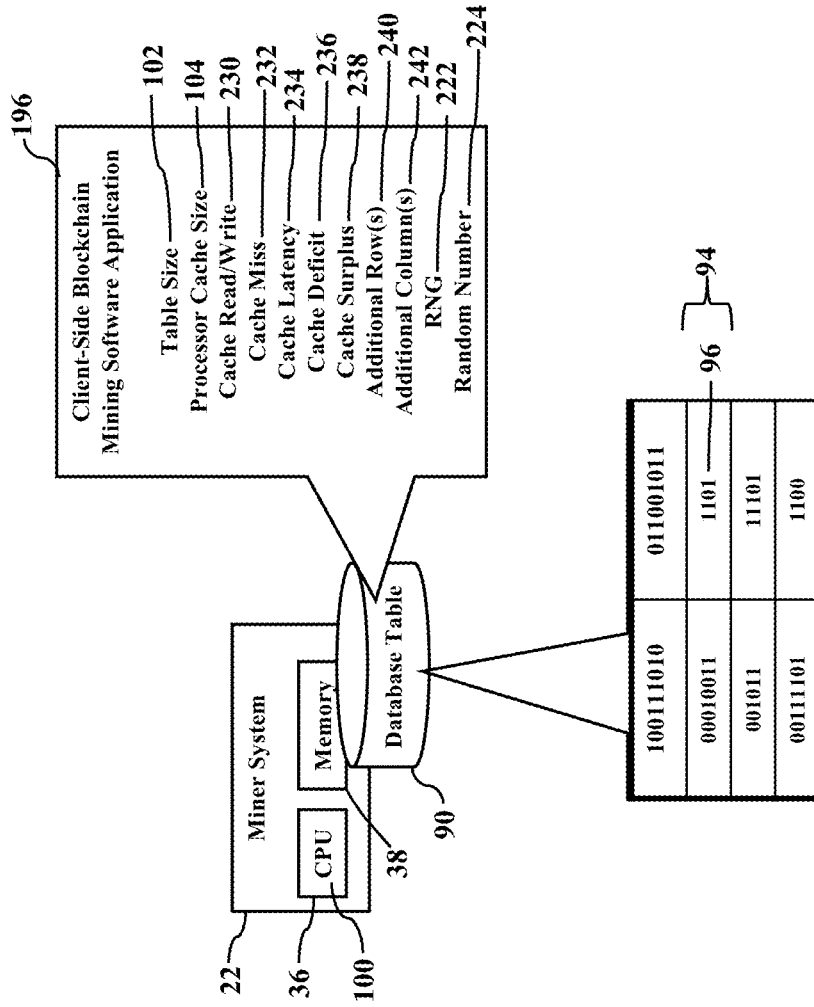 196
Client-Side Blockchain
Mining Software Application
Table Size 102
Processor Cache Size 104
Cache Read/Write 230
Cache Miss 232
Cache Latency 234
Cache Deficit 236
Cache Surplus 238
Additional Row(s) 240
Additional Column(s) 242
RNG 222
Random Number 224
22
Miner System
36
CPU
Memory
100
38
Database Table
90
94
96
100111010 011001011
00010011 1101
001011 11101
00111101 1100